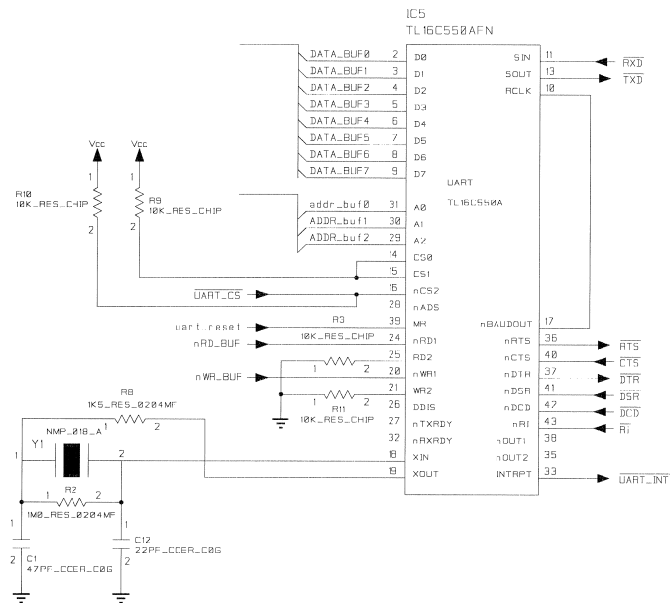 IC5
TL16C550AFN
DATA_BUF0 2 D0 SIN 11 RXD
DATA_BUF1 3 D1 SOUT 13 TXD
DATA_BUF2 4 D2 RCLK 10
DATA_BUF3 5 D3
DATA_BUF4 6 D4
DATA_BUF5 7 D5
DATA_BUF6 8 D6
DATA_BUF7 9 D7
Vcc Vcc
UART
TL16C550A
1 1
R10
10K_RES_CHIP
R9
10K_RES_CHIP
2 2
addr_buf0 31 A0
ADDR_buf1 30 A1
ADDR_buf2 29 A2
14 CS0
15 CS1
UART_CS 16 nCS2
28 nADS
uart_reset 39 MR nBAUDOUT 17
R3
10K_RES_CHIP
nRD_BUF 24 nRD1 nRTS 36 RTS
1 2 25 RD2 nCTS 40 CTS
nWR_BUF 20 nWR1 nDTR 37 DTR
1 2 21 WR2 nDSR 41 DSR
R11
10K_RES_CHIP
26 DDIS nDCD 42 DCD
27 nTXRDY nRI 43 RI
32 nRXRDY nOUT1 38
18 XIN nOUT2 35
19 XOUT INTRPT 33 UART_INT
R8
1K5_RES_0204MF
1 2
NMP_018_A
Y1
1 2
R2
1 2
1M0_RES_0204MF
1 1
C12
22PF_CCER_C0G
2 2
C1
47PF_CCER_C0G